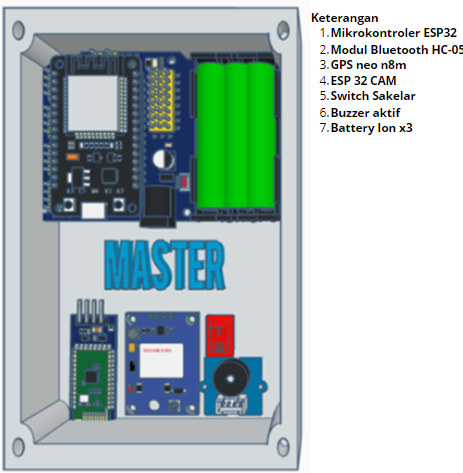 Keterangan
1. Mikrokontroler ESP32
2. Modul Bluetooth HC-05
3. GPS neo n8m
4. ESP 32 CAM
5. Switch Sakelar
6. Buzzer aktif
7. Battery Ion x3
MASTER